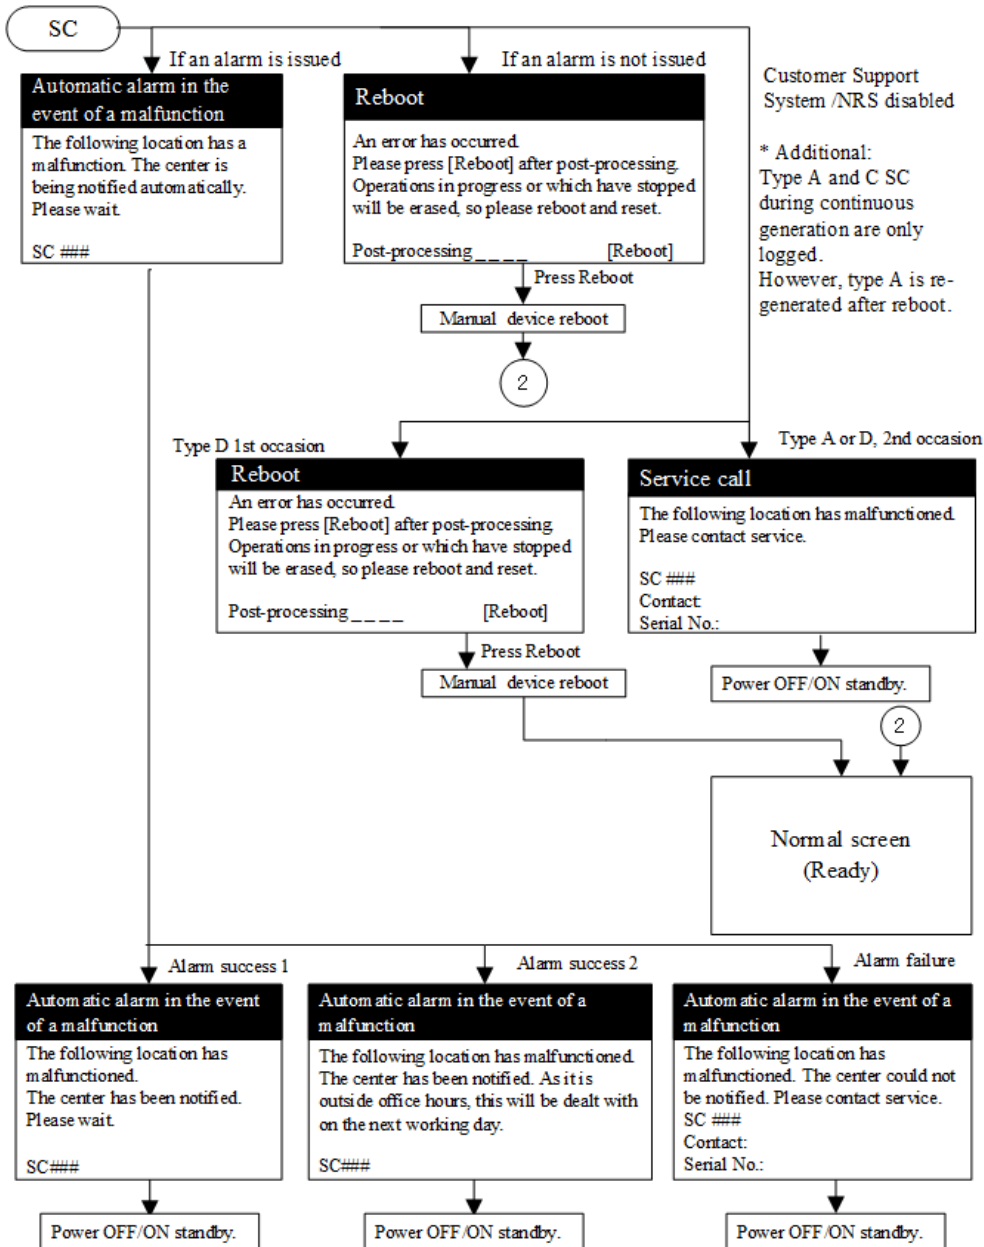 SC
If an alarm is issued
If an alarm is not issued
Automatic alarm in the
event of a malfunction
The following location has a
malfunction. The center is
being notified automatically.
Please wait.
SC ###
Reboot
An error has occurred.
Please press [Reboot] after post-processing.
Operations in progress or which have stopped
will be erased, so please reboot and reset.
Post-processing_ _ _ _ [Reboot]
Customer Support
System /NRS disabled
* Additional:
Type A and C SC
during continuous
generation are only
logged.
However, type A is re-
generated after reboot.
Press Reboot
Manual device reboot
2
Type D 1st occasion
Type A or D, 2nd occasion
Reboot
An error has occurred.
Please press [Reboot] after post-processing.
Operations in progress or which have stopped
will be erased, so please reboot and reset.
Post-processing_ _ _ _ [Reboot]
Service call
The following location has malfunctioned.
Please contact service.
SC ###
Contact:
Serial No.:
Press Reboot
Manual device reboot
Power OFF/ON standby.
2
Normal screen
(Ready)
Alarm success 1
Alarm success 2
Alarm failure
Automatic alarm in the event
of a malfunction
The following location has
malfunctioned.
The center has been notified.
Please wait.
SC###
Automatic alarm in the event of a
malfunction
The following location has malfunctioned.
The center has been notified. As it is
outside office hours, this will be dealt with
on the next working day.
SC###
Automatic alarm in the event of a
malfunction
The following location has
malfunctioned. The center could not
be notified. Please contact service.
SC ###
Contact:
Serial No.:
Power OFF/ON standby.
Power OFF/ON standby.
Power OFF/ON standby.